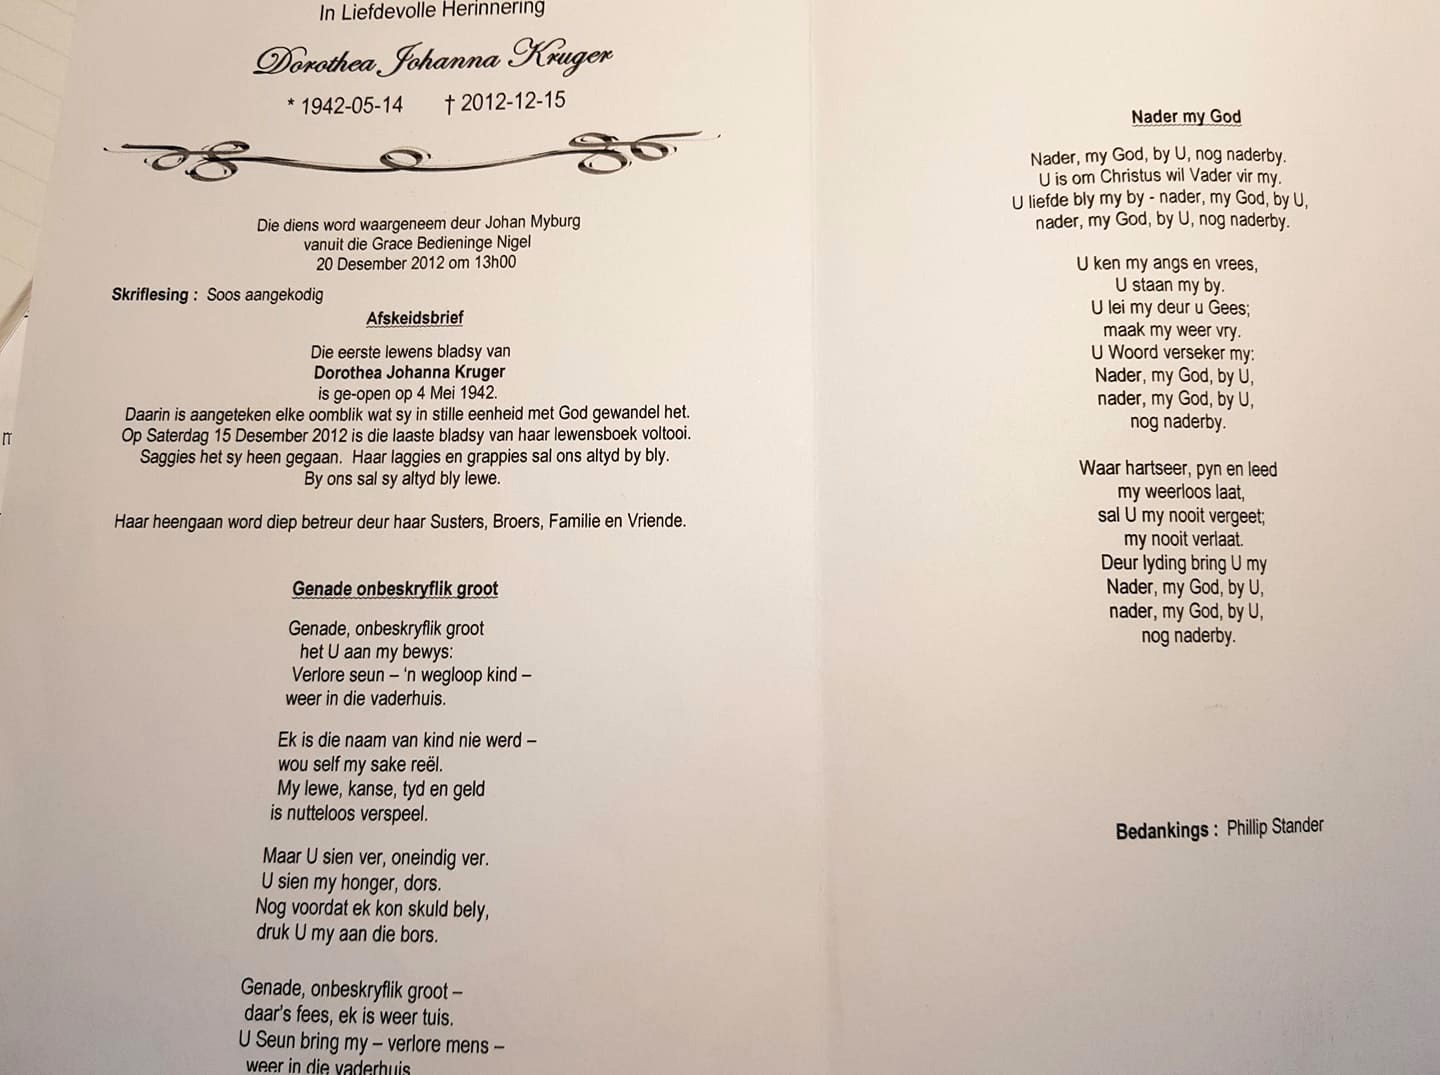 In Liefdevolle Herinnering
Dorothea Johanna Kruger
* 1942-05-14 † 2012-12-15
Die diens word waargeneem deur Johan Myburg
vanuit die Grace Bedieninge Nigel
20 Desember 2012 om 13h00
Skriflesing : Soos aangekodig
Afskeidsbrief
Die eerste lewens bladsy van
Dorothea Johanna Kruger
is ge-open op 4 Mei 1942.
Daarin is aangeteken elke oomblik wat sy in stille eenheid met God gewandel het.
Op Saterdag 15 Desember 2012 is die laaste bladsy van haar lewensboek voltooi.
Saggies het sy heen gegaan. Haar laggies en grappies sal ons altyd by bly.
By ons sal sy altyd bly lewe.
Haar heengaan word diep betreur deur haar Susters, Broers, Familie en Vriende.
Genade onbeskryflik groot
Genade, onbeskryflik groot
het U aan my bewys:
Verlore seun – ‘n wegloop kind –
weer in die vaderhuis.
Ek is die naam van kind nie werd –
wou self my sake reël.
My lewe, kanse, tyd en geld
is nutteloos verspeel.
Maar U sien ver, oneindig ver.
U sien my honger, dors.
Nog voordat ek kon skuld bely,
druk U my aan die bors.
Genade, onbeskryflik groot –
daar's fees, ek is weer tuis.
U Seun bring my – verlore mens –
weer in die vaderhuis
Nader my God
Nader, my God, by U, nog naderby.
U is om Christus wil Vader vir my.
U liefde bly my by - nader, my God, by U,
nader, my God, by U, nog naderby.
U ken my angs en vrees,
U staan my by.
U lei my deur u Gees;
maak my weer vry.
U Woord verseker my:
Nader, my God, by U,
nader, my God, by U,
nog naderby.
Waar hartseer, pyn en leed
my weerloos laat,
sal U my nooit vergeet;
my nooit verlaat.
Deur lyding bring U my
Nader, my God, by U,
nader, my God, by U,
nog naderby.
Bedankings : Phillip Stander